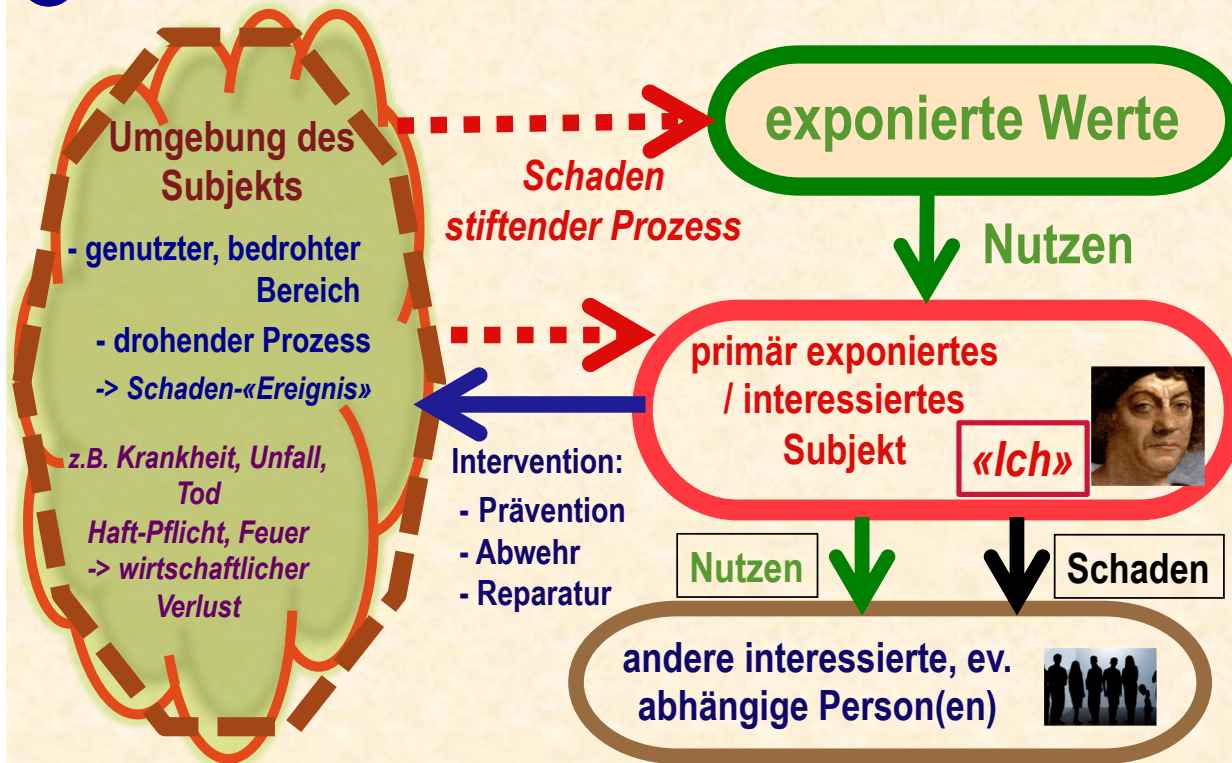 Umgebung des
Subjekts
- genutzter, bedrohter
Bereich
- drohender Prozess
-> Schaden-«Ereignis»
z.B. Krankheit, Unfall,
Tod
Haft-Pflicht, Feuer
-> wirtschaftlicher
Verlust
Schaden
stiftender Prozess
exponierte Werte
Nutzen
primär exponiertes
/ interessiertes
Subjekt
«Ich»
Intervention:
- Prävention
- Abwehr
- Reparatur
Nutzen
Schaden
andere interessierte, ev.
abhängige Person(en)